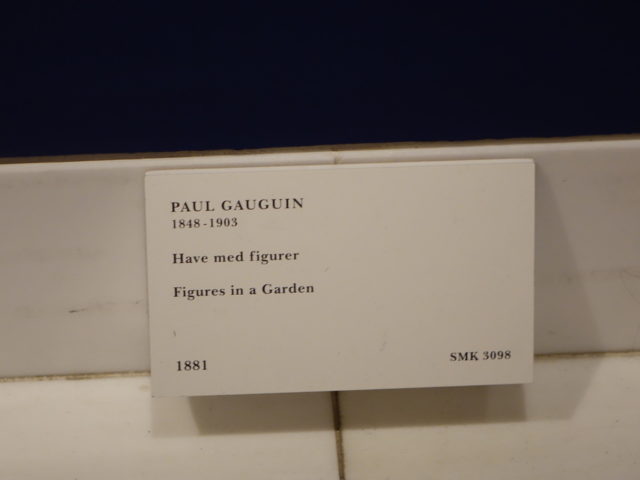 PAUL GAUGUIN
1848-1903
Have med figurer
Figures in a Garden
1881
SMK 3098